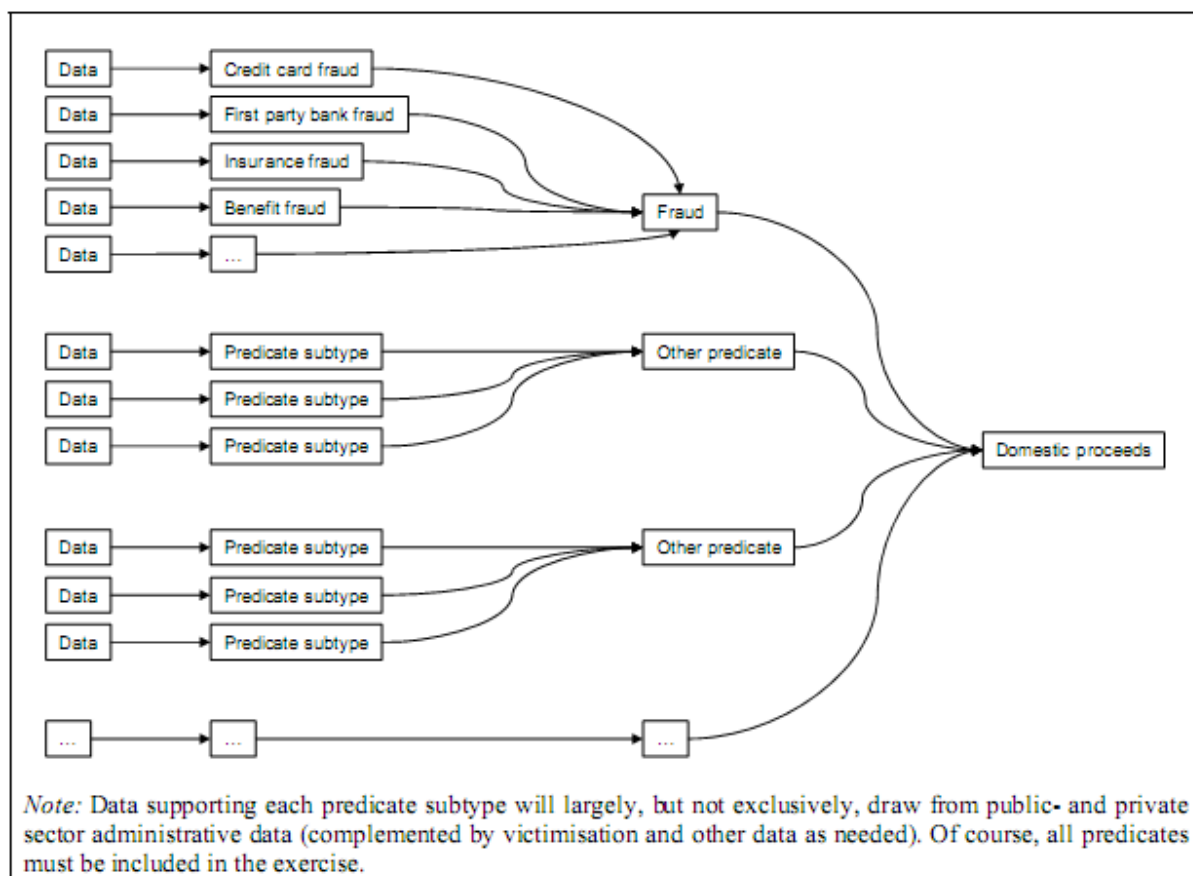 Data Credit card fraud
Data First party bank fraud
Data Insurance fraud
Data Benefit fraud Fraud
Data ...
Data Predicate subtype Other predicate
Data Predicate subtype
Data Predicate subtype
Domestic proceeds
Data Predicate subtype Other predicate
Data Predicate subtype
Data Predicate subtype
... ... ...
Note: Data supporting each predicate subtype will largely, but not exclusively, draw from public- and private
sector administrative data (complemented by victimisation and other data as needed). Of course, all predicates
must be included in the exercise.